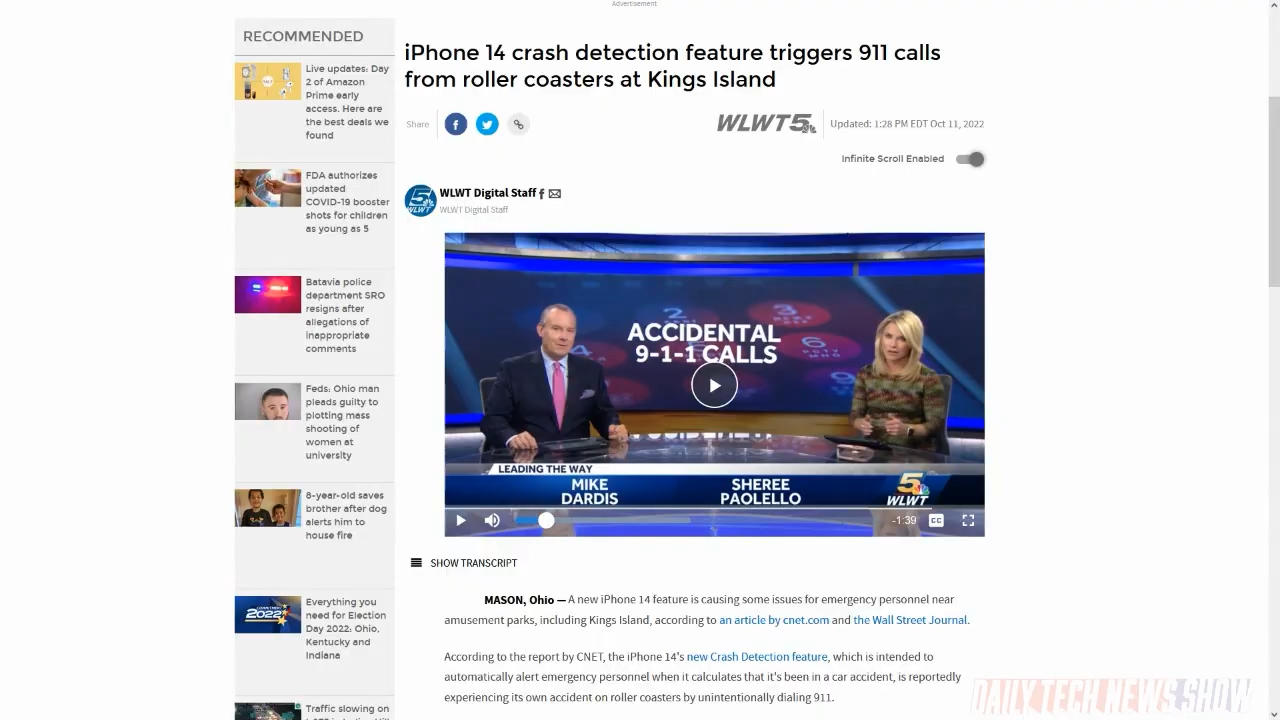 Advertisement
RECOMMENDED
Live updates: Day
2 of Amazon
Prime early
access. Here are
the best deals we
found
FDA authorizes
updated
COVID-19 booster
shots for children
as young as 5
Batavia police
department SRO
resigns after
allegations of
inappropriate
comments
Feds: Ohio man
pleads guilty to
plotting mass
shooting of
women at
university
8-year-old saves
brother after dog
alerts him to
house fire
2022
Everything you
need for Election
Day 2022: Ohio,
Kentucky and
Indiana
Traffic slowing on
iPhone 14 crash detection feature triggers 911 calls
from roller coasters at Kings Island
Share
WLWT5
Updated: 1:28 PM EDT Oct 11, 2022
Infinite Scroll Enabled
5
WLWT
WLWT Digital Staff
WLWT Digital Staff
2
3
6
ACCIDENTAL
9-1-1 CALLS
LEADING THE WAY
MIKE
DARDIS
SHEREE
PAOLELLO
5
WLWT
-1:39
CC
SHOW TRANSCRIPT
MASON, Ohio — A new iPhone 14 feature is causing some issues for emergency personnel near
amusement parks, including Kings Island, according to an article by cnet.com and the Wall Street Journal.
According to the report by CNET, the iPhone 14's new Crash Detection feature, which is intended to
automatically alert emergency personnel when it calculates that it's been in a car accident, is reportedly
experiencing its own accident on roller coasters by unintentionally dialing 911.
DAILY TECH NEWS SHOW